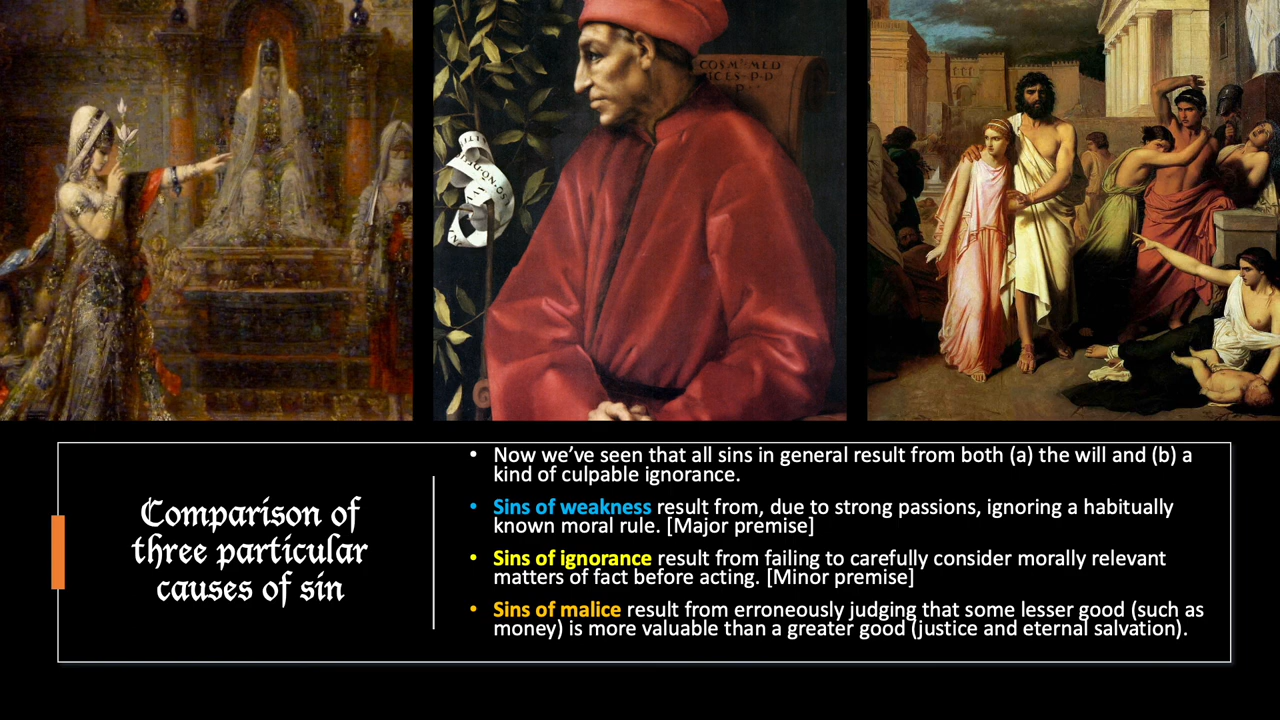 COSM·MED
ICES·P·D
P
Comparison of
three particular
causes of sin
• Now we’ve seen that all sins in general result from both (a) the will and (b) a
kind of culpable ignorance.
• Sins of weakness result from, due to strong passions, ignoring a habitually
known moral rule. [Major premise]
• Sins of ignorance result from failing to carefully consider morally relevant
matters of fact before acting. [Minor premise]
• Sins of malice result from erroneously judging that some lesser good (such as
money) is more valuable than a greater good (justice and eternal salvation).